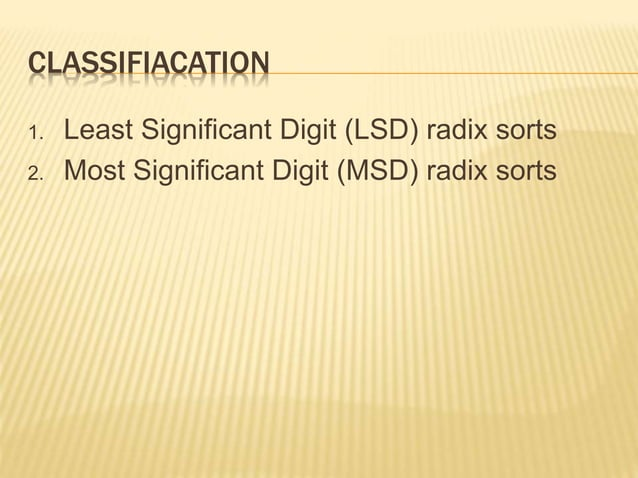 CLASSIFIACATION
1. Least Significant Digit (LSD) radix sorts
2. Most Significant Digit (MSD) radix sorts